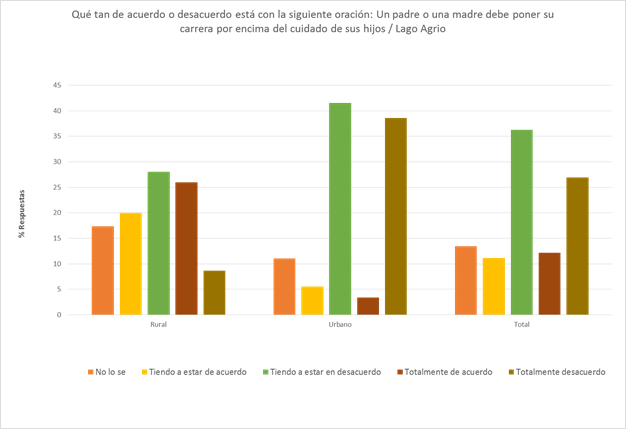 Qué tan de acuerdo o desacuerdo está con la siguiente oración: Un padre o una madre debe poner su
carrera por encima del cuidado de sus hijos / Lago Agrio
45
40
35
30
25
20
15
10
5
0
% Respuestas
Rural Urbano Total
No lo se Tiendo a estar de acuerdo Tiendo a estar en desacuerdo Totalmente de acuerdo Totalmente desacuerdo